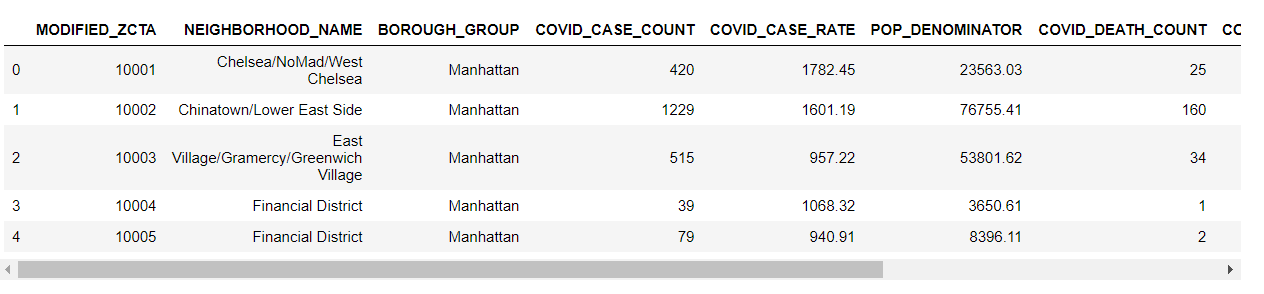 MODIFIED_ZCTA NEIGHBORHOOD_NAME BOROUGH_GROUP COVID_CASE_COUNT COVID_CASE_RATE POP_DENOMINATOR COVID_DEATH_COUNT CO
0 10001 Chelsea/NoMad/West
Chelsea Manhattan 420 1782.45 23563.03 25
1 10002 Chinatown/Lower East Side Manhattan 1229 1601.19 76755.41 160
2 10003 East
Village/Gramercy/Greenwich
Village Manhattan 515 957.22 53801.62 34
3 10004 Financial District Manhattan 39 1068.32 3650.61 1
4 10005 Financial District Manhattan 79 940.91 8396.11 2